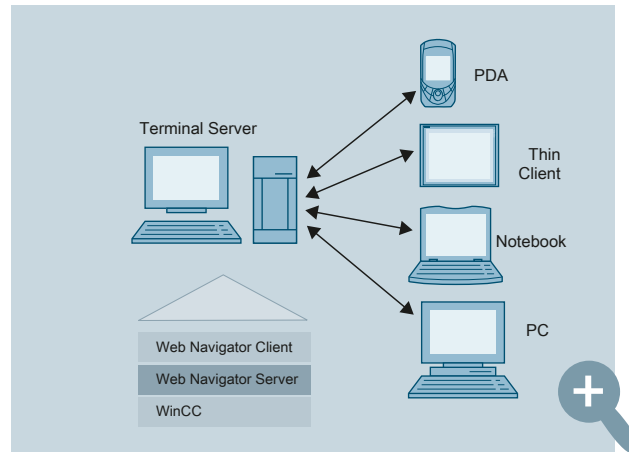 PDA
Terminal Server
Thin
Client
Notebook
PC
Web Navigator Client
Web Navigator Server
WinCC